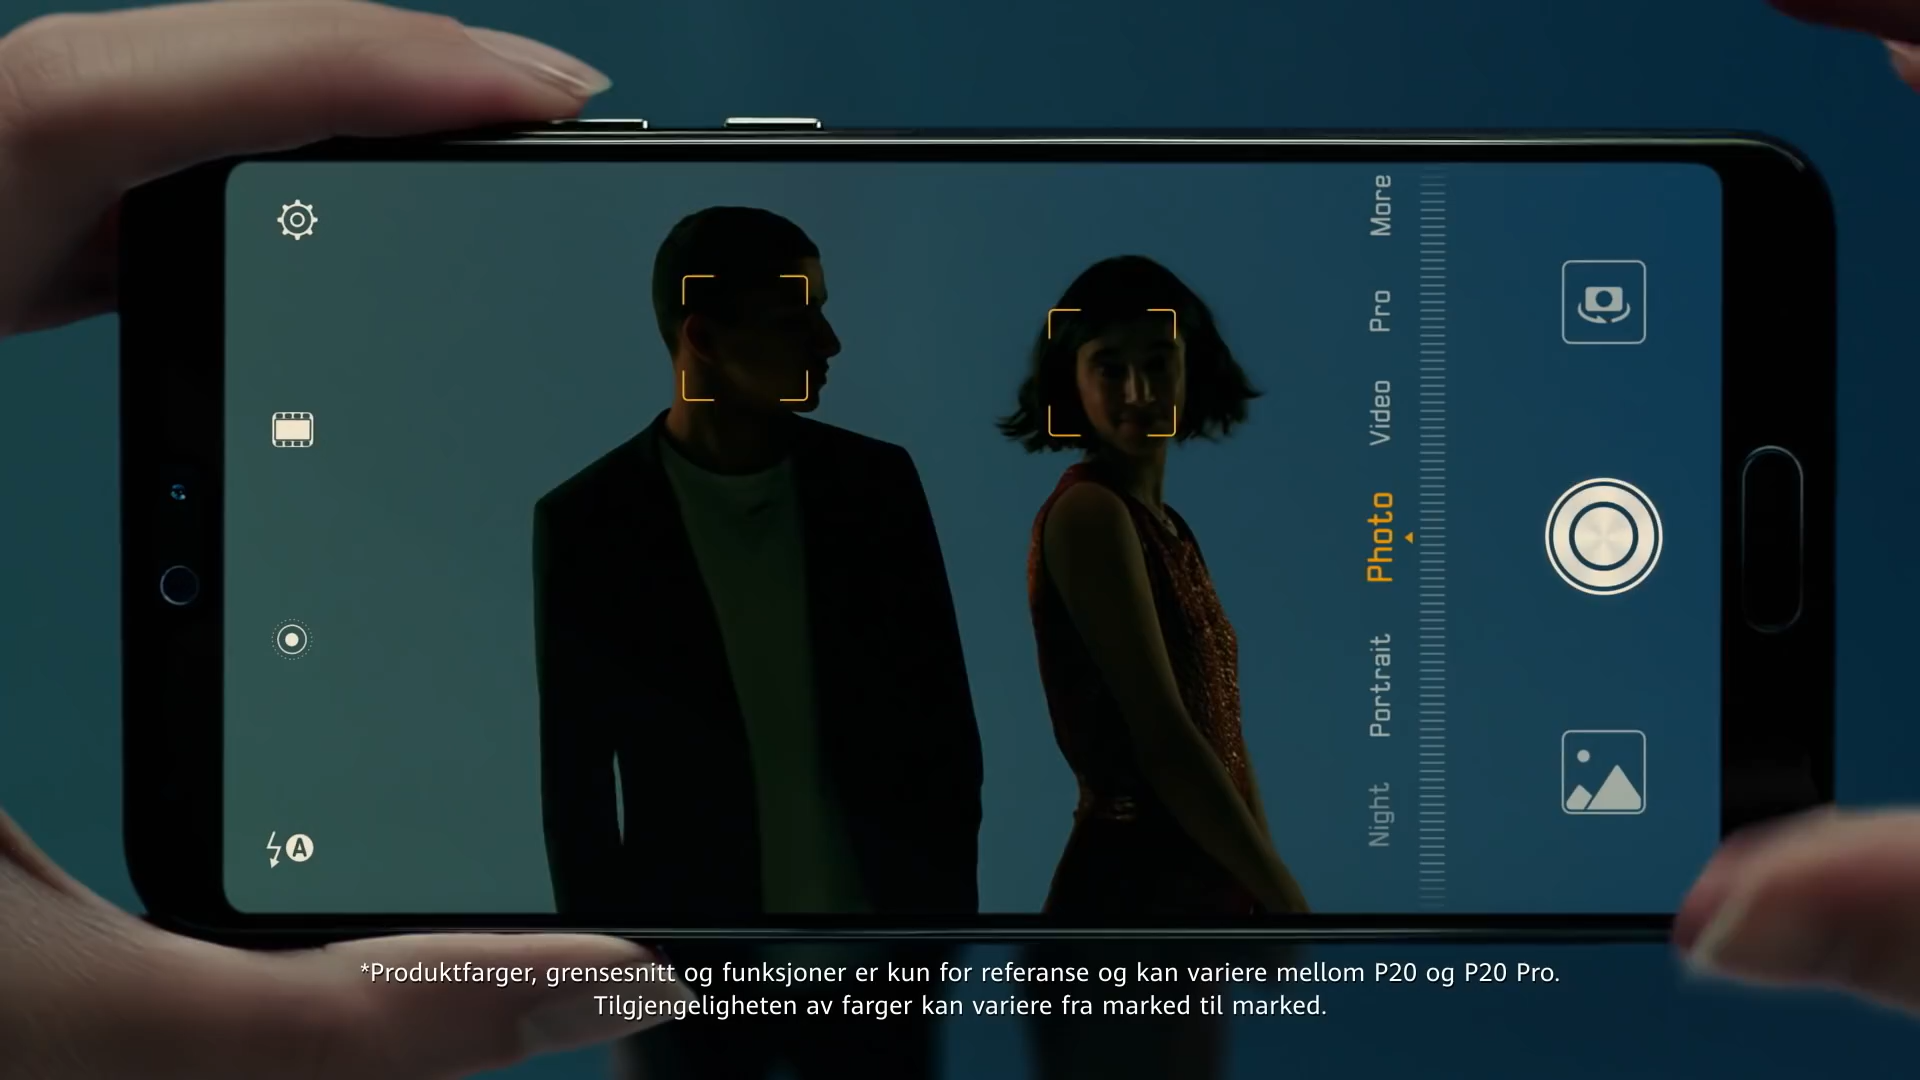 More
Pro
Video
Photo
Portrait
Night
A
*Produktfarger, grensesnitt og funksjoner er kun for referanse og kan variere mellom P20 og P20 Pro.
Tilgjengeligheten av farger kan variere fra marked til marked.